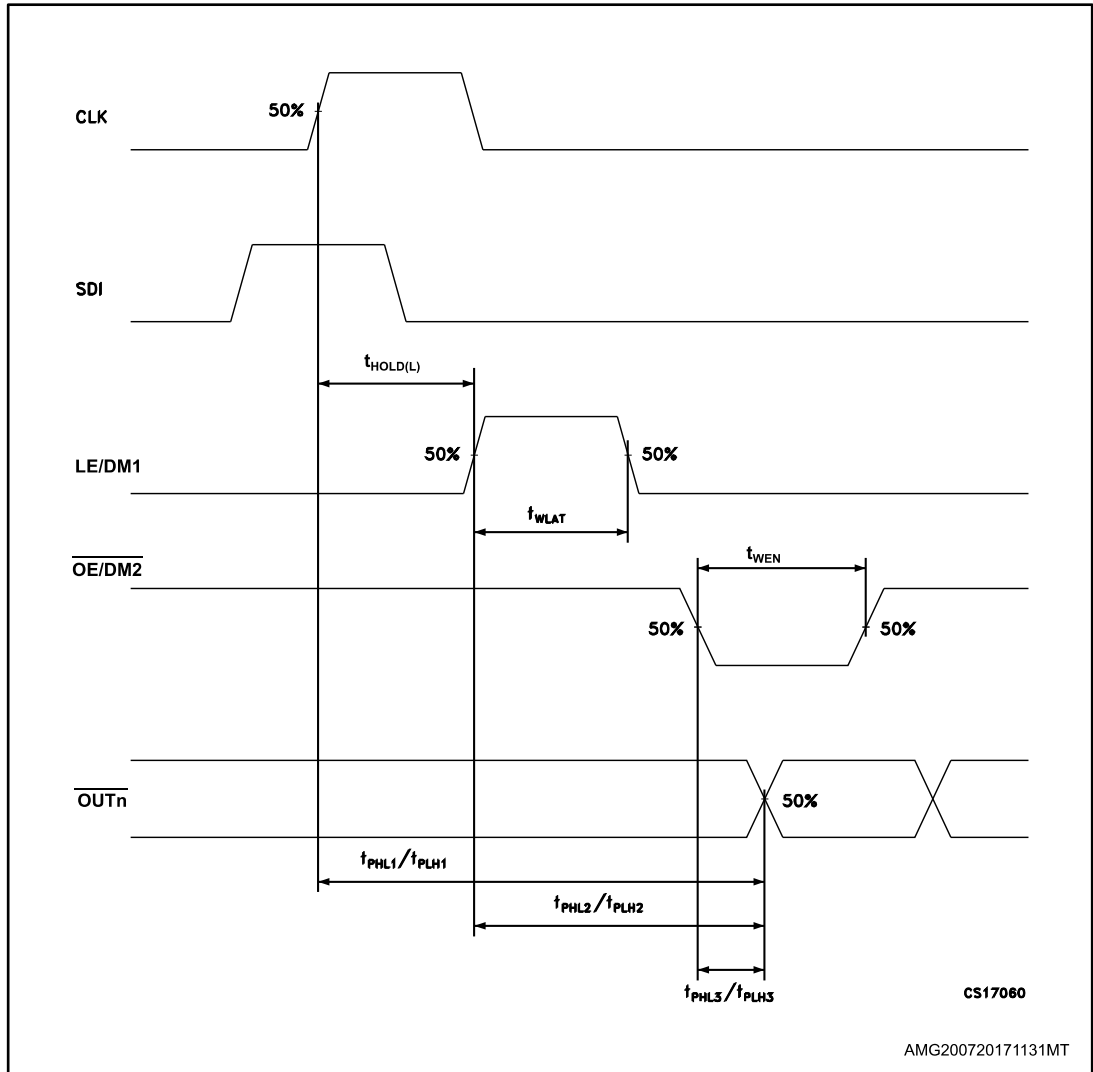 50%
CLK
SDI
tHOLD(L)
50% 50%
LE/DM1
tWLAT
tWEN
OE/DM2
50% 50%
OUTn
50%
tPHL1/tPLH1
tPHL2/tPLH2
tPHL3/tPLH3
CS17060
AMG200720171131MT